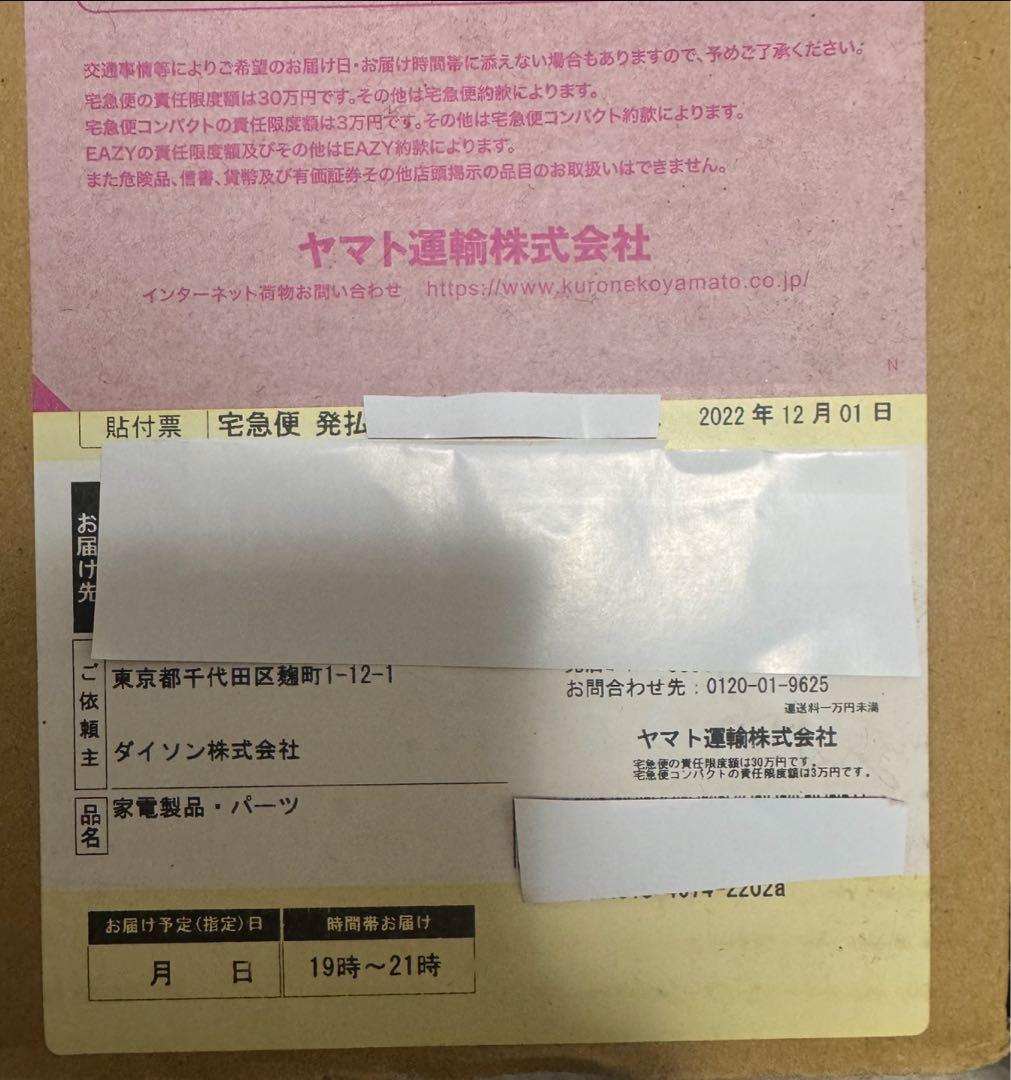 交通事情等によりご希望のお届け日・お届け時間帯に添えない場合もありますので、予めご了承ください。
宅急便の責任限度額は30万円です。その他は宅急便約款によります。
宅急便コンパクトの責任限度額は3万円です。その他は宅急便コンパクト約款によります。
EAZYの責任限度額及びその他はEAZY約款によります。
また危険品、信書、貨幣及び有価証券その他店頭掲示の品目のお取扱いはできません。
ヤマト運輸株式会社
インターネット荷物お問い合わせ https://www.kuronekoyamato.co.jp/
N
貼付票 宅急便 発払 2022年12月01日
お届け先
ご依頼主
東京都千代田区麹町1-12-1
お問合わせ先:0120-01-9625
運送料一万円未満
ダイソン株式会社
ヤマト運輸株式会社
宅急便の責任限度額は30万円です。
宅急便コンパクトの責任限度額は3万円です。
品名 家電製品・パーツ
お届け予定(指定)日 時間帯お届け
月 日 19時~21時